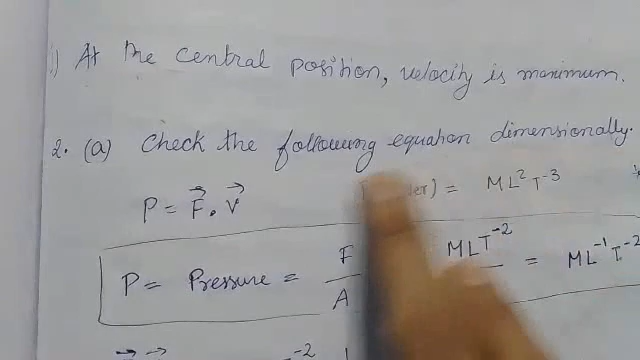 i) At the central position, velocity is maximum.
2. (a) Check the following equation dimensionally.
P = F⃗ . V⃗ = ML²T⁻³
P = Pressure = F/A MLT⁻² = ML⁻¹T⁻²